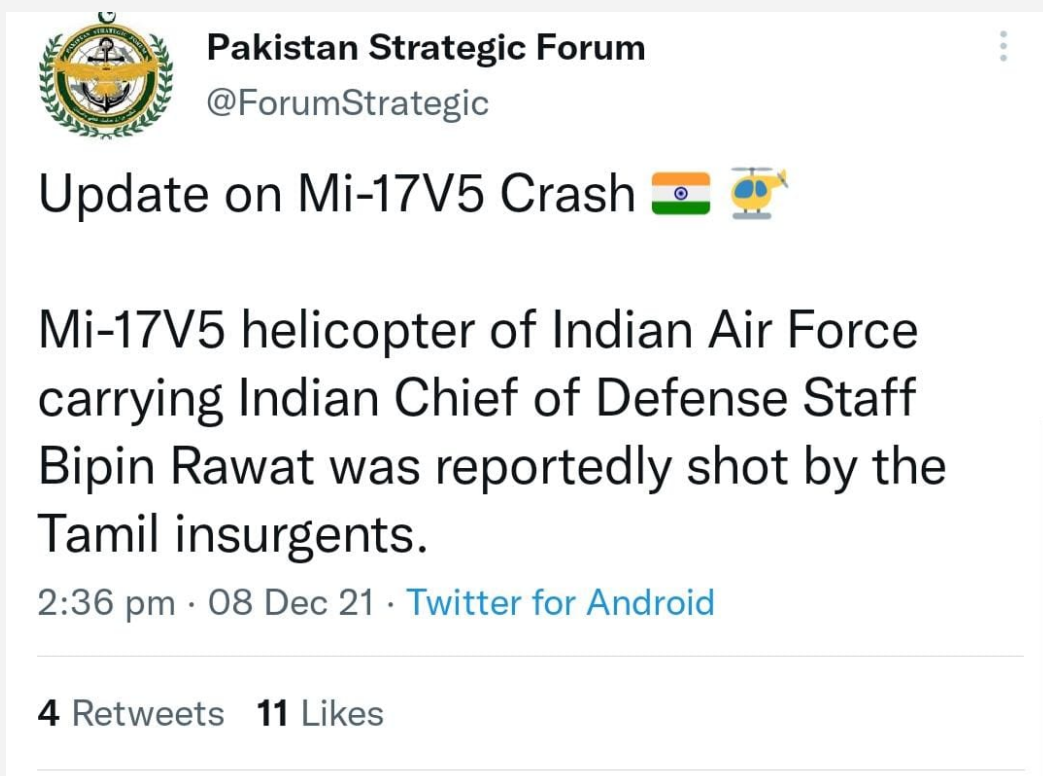 Pakistan Strategic Forum
@ForumStrategic
Update on Mi-17V5 Crash 🇮🇳 🚁
Mi-17V5 helicopter of Indian Air Force
carrying Indian Chief of Defense Staff
Bipin Rawat was reportedly shot by the
Tamil insurgents.
2:36 pm · 08 Dec 21 · Twitter for Android
4 Retweets 11 Likes